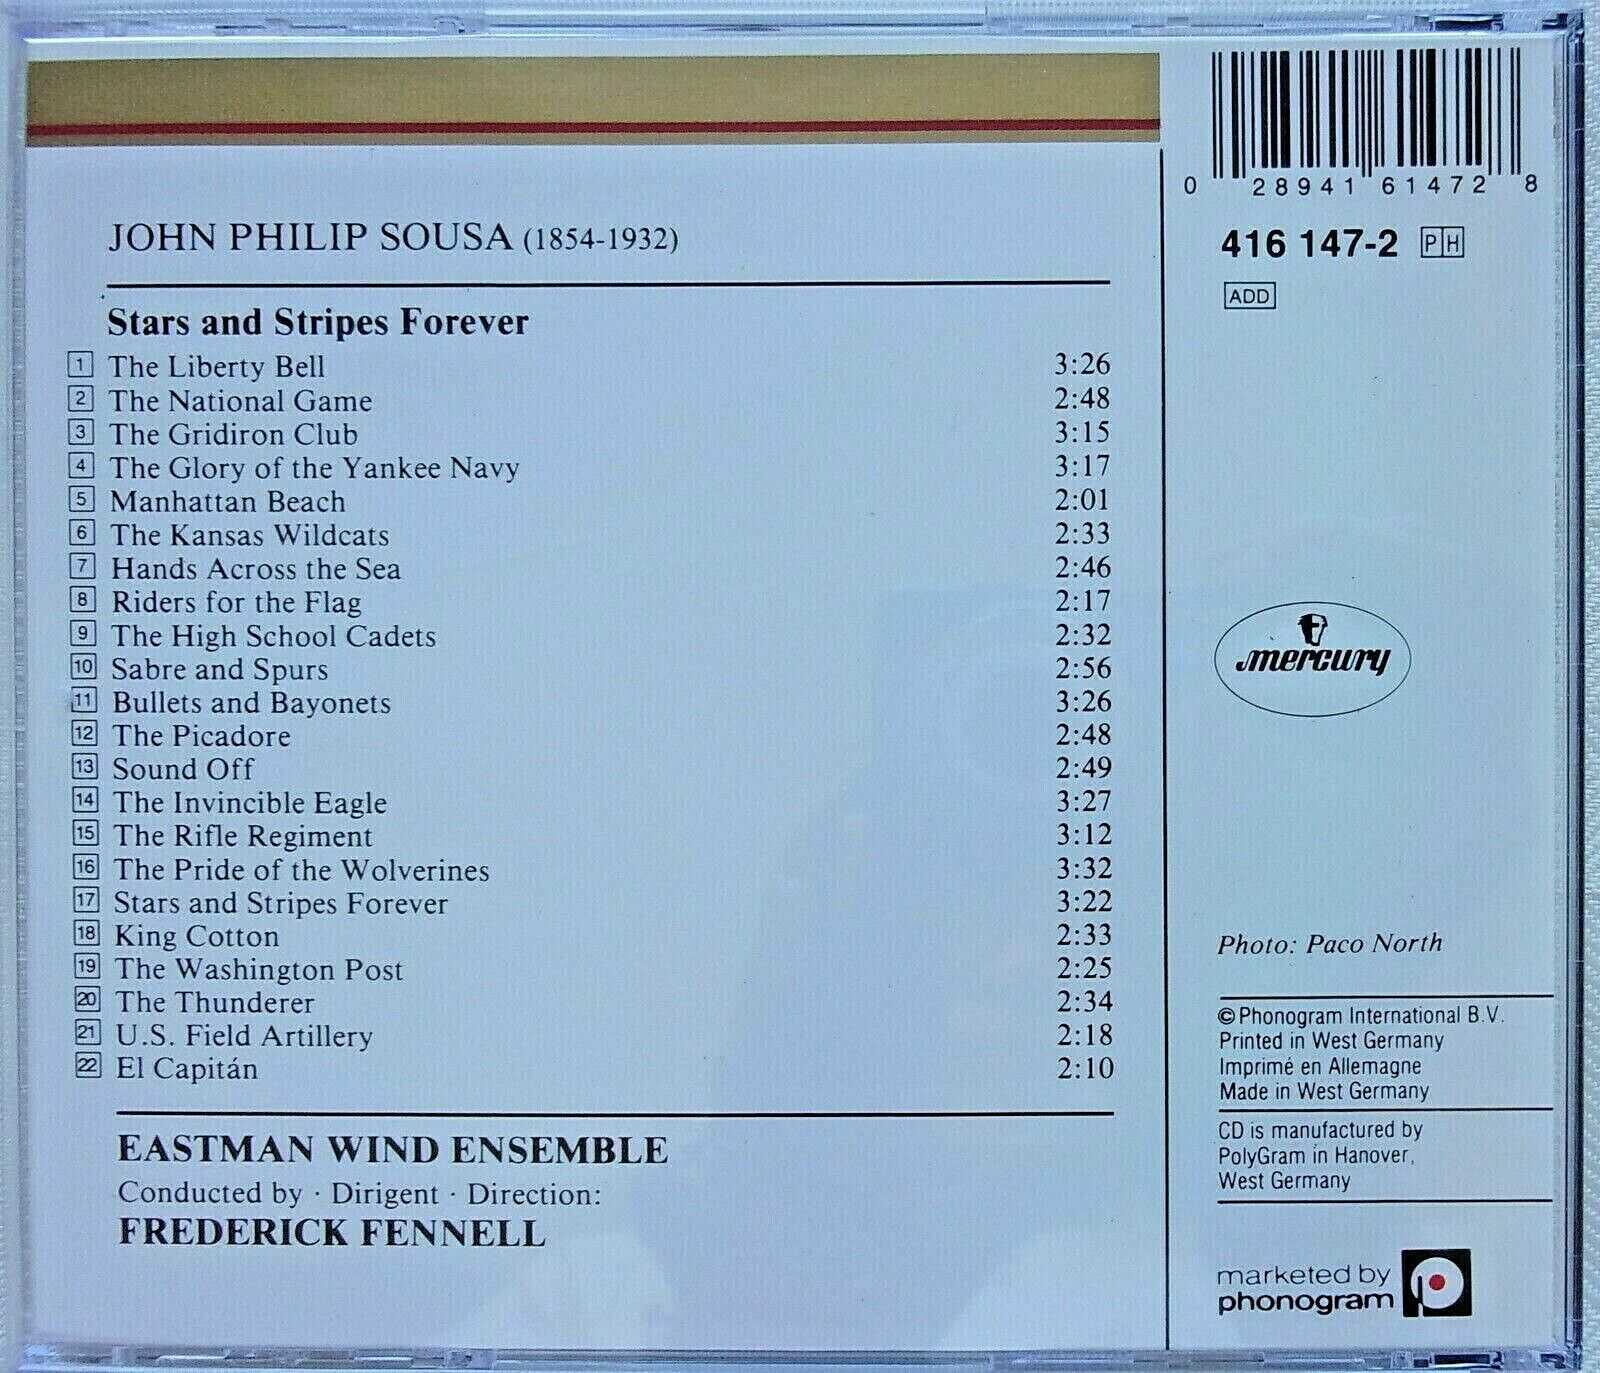 JOHN PHILIP SOUSA (1854-1932)
Stars and Stripes Forever
1 The Liberty Bell 3:26
2 The National Game 2:48
3 The Gridiron Club 3:15
4 The Glory of the Yankee Navy 3:17
5 Manhattan Beach 2:01
6 The Kansas Wildcats 2:33
7 Hands Across the Sea 2:46
8 Riders for the Flag 2:17
9 The High School Cadets 2:32
10 Sabre and Spurs 2:56
11 Bullets and Bayonets 3:26
12 The Picadore 2:48
13 Sound Off 2:49
14 The Invincible Eagle 3:27
15 The Rifle Regiment 3:12
16 The Pride of the Wolverines 3:32
17 Stars and Stripes Forever 3:22
18 King Cotton 2:33
19 The Washington Post 2:25
20 The Thunderer 2:34
21 U.S. Field Artillery 2:18
22 El Capitán 2:10
EASTMAN WIND ENSEMBLE
Conducted by · Dirigent · Direction:
FREDERICK FENNELL
0 28941 61472 8
416 147-2 PH
ADD
mercury
Photo: Paco North
© Phonogram International B.V.
Printed in West Germany
Imprimé en Allemagne
Made in West Germany
CD is manufactured by
PolyGram in Hanover,
West Germany
marketed by
phonogram